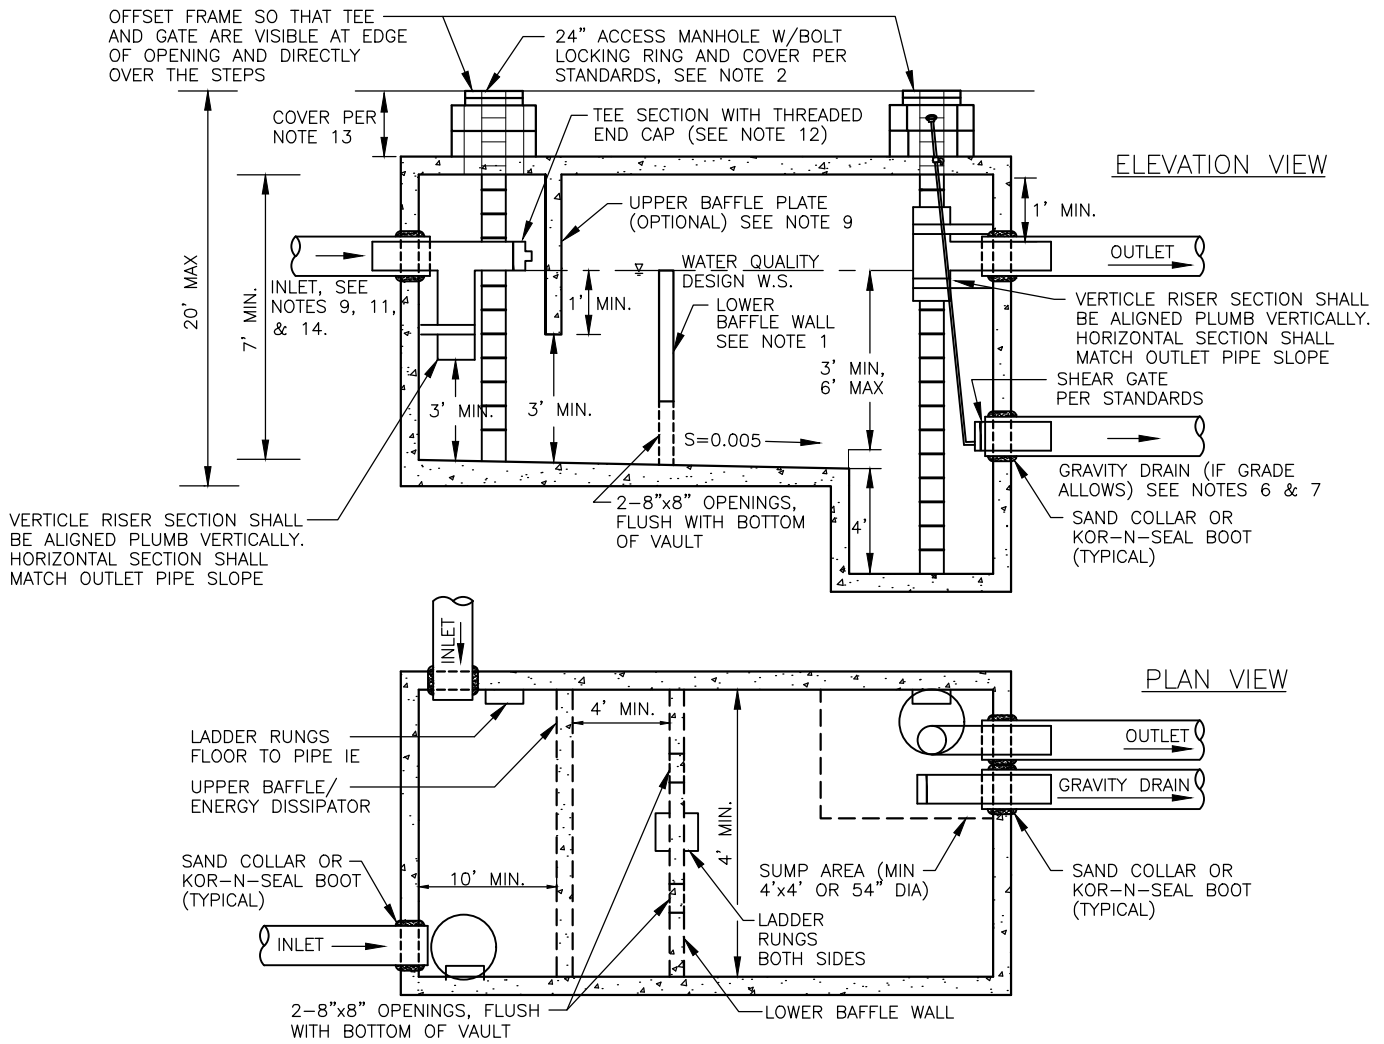 OFFSET FRAME SO THAT TEE
AND GATE ARE VISIBLE AT EDGE
OF OPENING AND DIRECTLY
OVER THE STEPS
24" ACCESS MANHOLE W/BOLT
LOCKING RING AND COVER PER
STANDARDS, SEE NOTE 2
COVER PER
NOTE 13
TEE SECTION WITH THREADED
END CAP (SEE NOTE 12)
ELEVATION VIEW
UPPER BAFFLE PLATE
(OPTIONAL) SEE NOTE 9
1' MIN.
OUTLET
WATER QUALITY
DESIGN W.S.
20' MAX
7' MIN.
INLET, SEE
NOTES 9, 11,
& 14.
1' MIN.
LOWER
BAFFLE WALL
SEE NOTE 1
VERTICLE RISER SECTION SHALL
BE ALIGNED PLUMB VERTICALLY.
HORIZONTAL SECTION SHALL
MATCH OUTLET PIPE SLOPE
3' MIN,
6' MAX
SHEAR GATE
PER STANDARDS
3' MIN.
3' MIN.
S=0.005
GRAVITY DRAIN (IF GRADE
ALLOWS) SEE NOTES 6 & 7
2-8"x8" OPENINGS,
FLUSH WITH BOTTOM
OF VAULT
4'
SAND COLLAR OR
KOR-N-SEAL BOOT
(TYPICAL)
VERTICLE RISER SECTION SHALL
BE ALIGNED PLUMB VERTICALLY.
HORIZONTAL SECTION SHALL
MATCH OUTLET PIPE SLOPE
INLET
PLAN VIEW
4' MIN.
LADDER RUNGS
FLOOR TO PIPE IE
OUTLET
UPPER BAFFLE/
ENERGY DISSIPATOR
GRAVITY DRAIN
4' MIN.
SAND COLLAR OR
KOR-N-SEAL BOOT
(TYPICAL)
10' MIN.
SUMP AREA (MIN
4'x4' OR 54" DIA)
SAND COLLAR OR
KOR-N-SEAL BOOT
(TYPICAL)
LADDER
RUNGS
BOTH SIDES
INLET
2-8"x8" OPENINGS, FLUSH
WITH BOTTOM OF VAULT
LOWER BAFFLE WALL